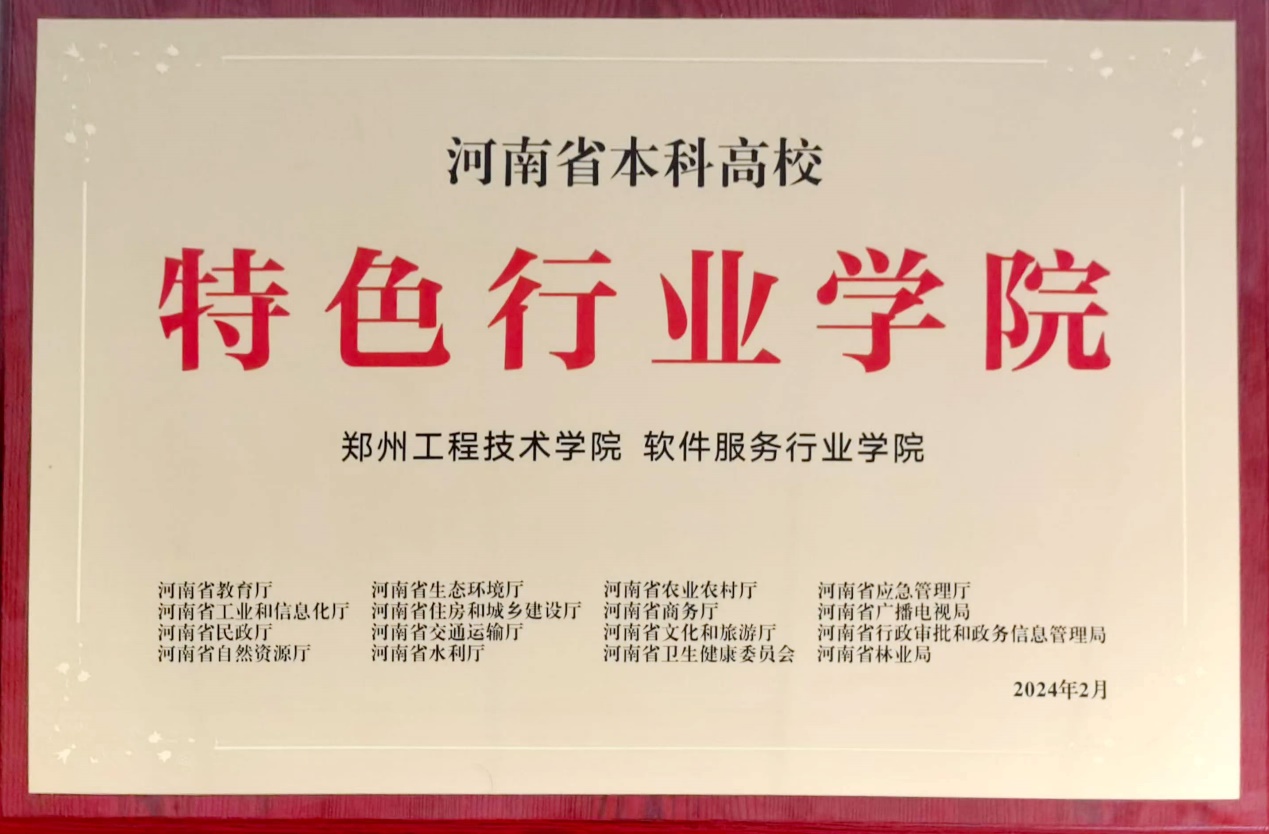 河南省本科高校
特色行业学院
郑州工程技术学院 软件服务行业学院
河南省教育厅 河南省生态环境厅 河南省农业农村厅 河南省应急管理厅
河南省工业和信息化厅 河南省住房和城乡建设厅 河南省商务厅 河南省广播电视局
河南省民政厅 河南省交通运输厅 河南省文化和旅游厅 河南省行政审批和政务信息管理局
河南省自然资源厅 河南省水利厅 河南省卫生健康委员会 河南省林业局
2024年2月